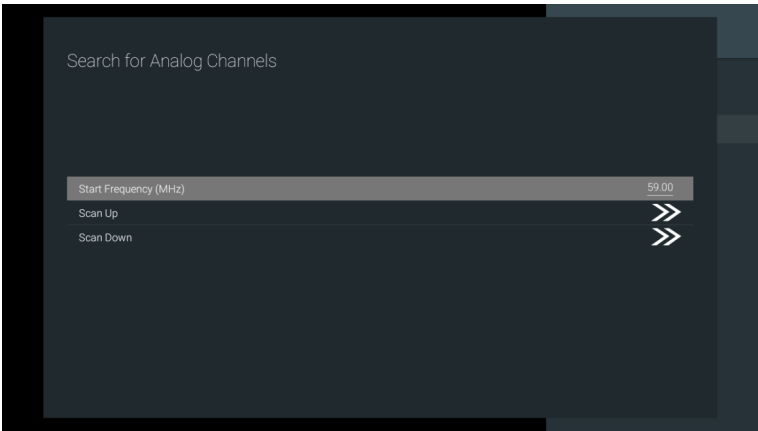 Search for Analog Channels
Start Frequency (MHz) 59.00
Scan Up
Scan Down